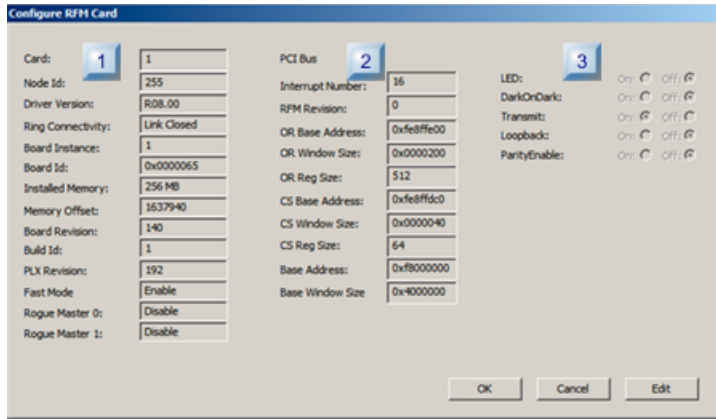 Configure RFM Card
1
Card: 1
Node Id: 255
Driver Version: R08.00
Ring Connectivity: Link Closed
Board Instance: 1
Board Id: 0x0000065
Installed Memory: 256 MB
Memory Offset: 1637940
Board Revision: 140
Build Id: 1
PLX Revision: 192
Fast Mode Enable
Rogue Master 0: Disable
Rogue Master 1: Disable
PCI Bus 2
Interrupt Number: 16
RFM Revision: 0
OR Base Address: 0xfe8ffe00
OR Window Size: 0x0000200
OR Reg Size: 512
CS Base Address: 0xfe8ffdc0
CS Window Size: 0x0000040
CS Reg Size: 64
Base Address: 0xf8000000
Base Window Size 0x4000000
3
LED: On: Off:
DarkOnDark: On: Off:
Transmit: On: Off:
Loopback: On: Off:
ParityEnable: On: Off:
OK Cancel Edit